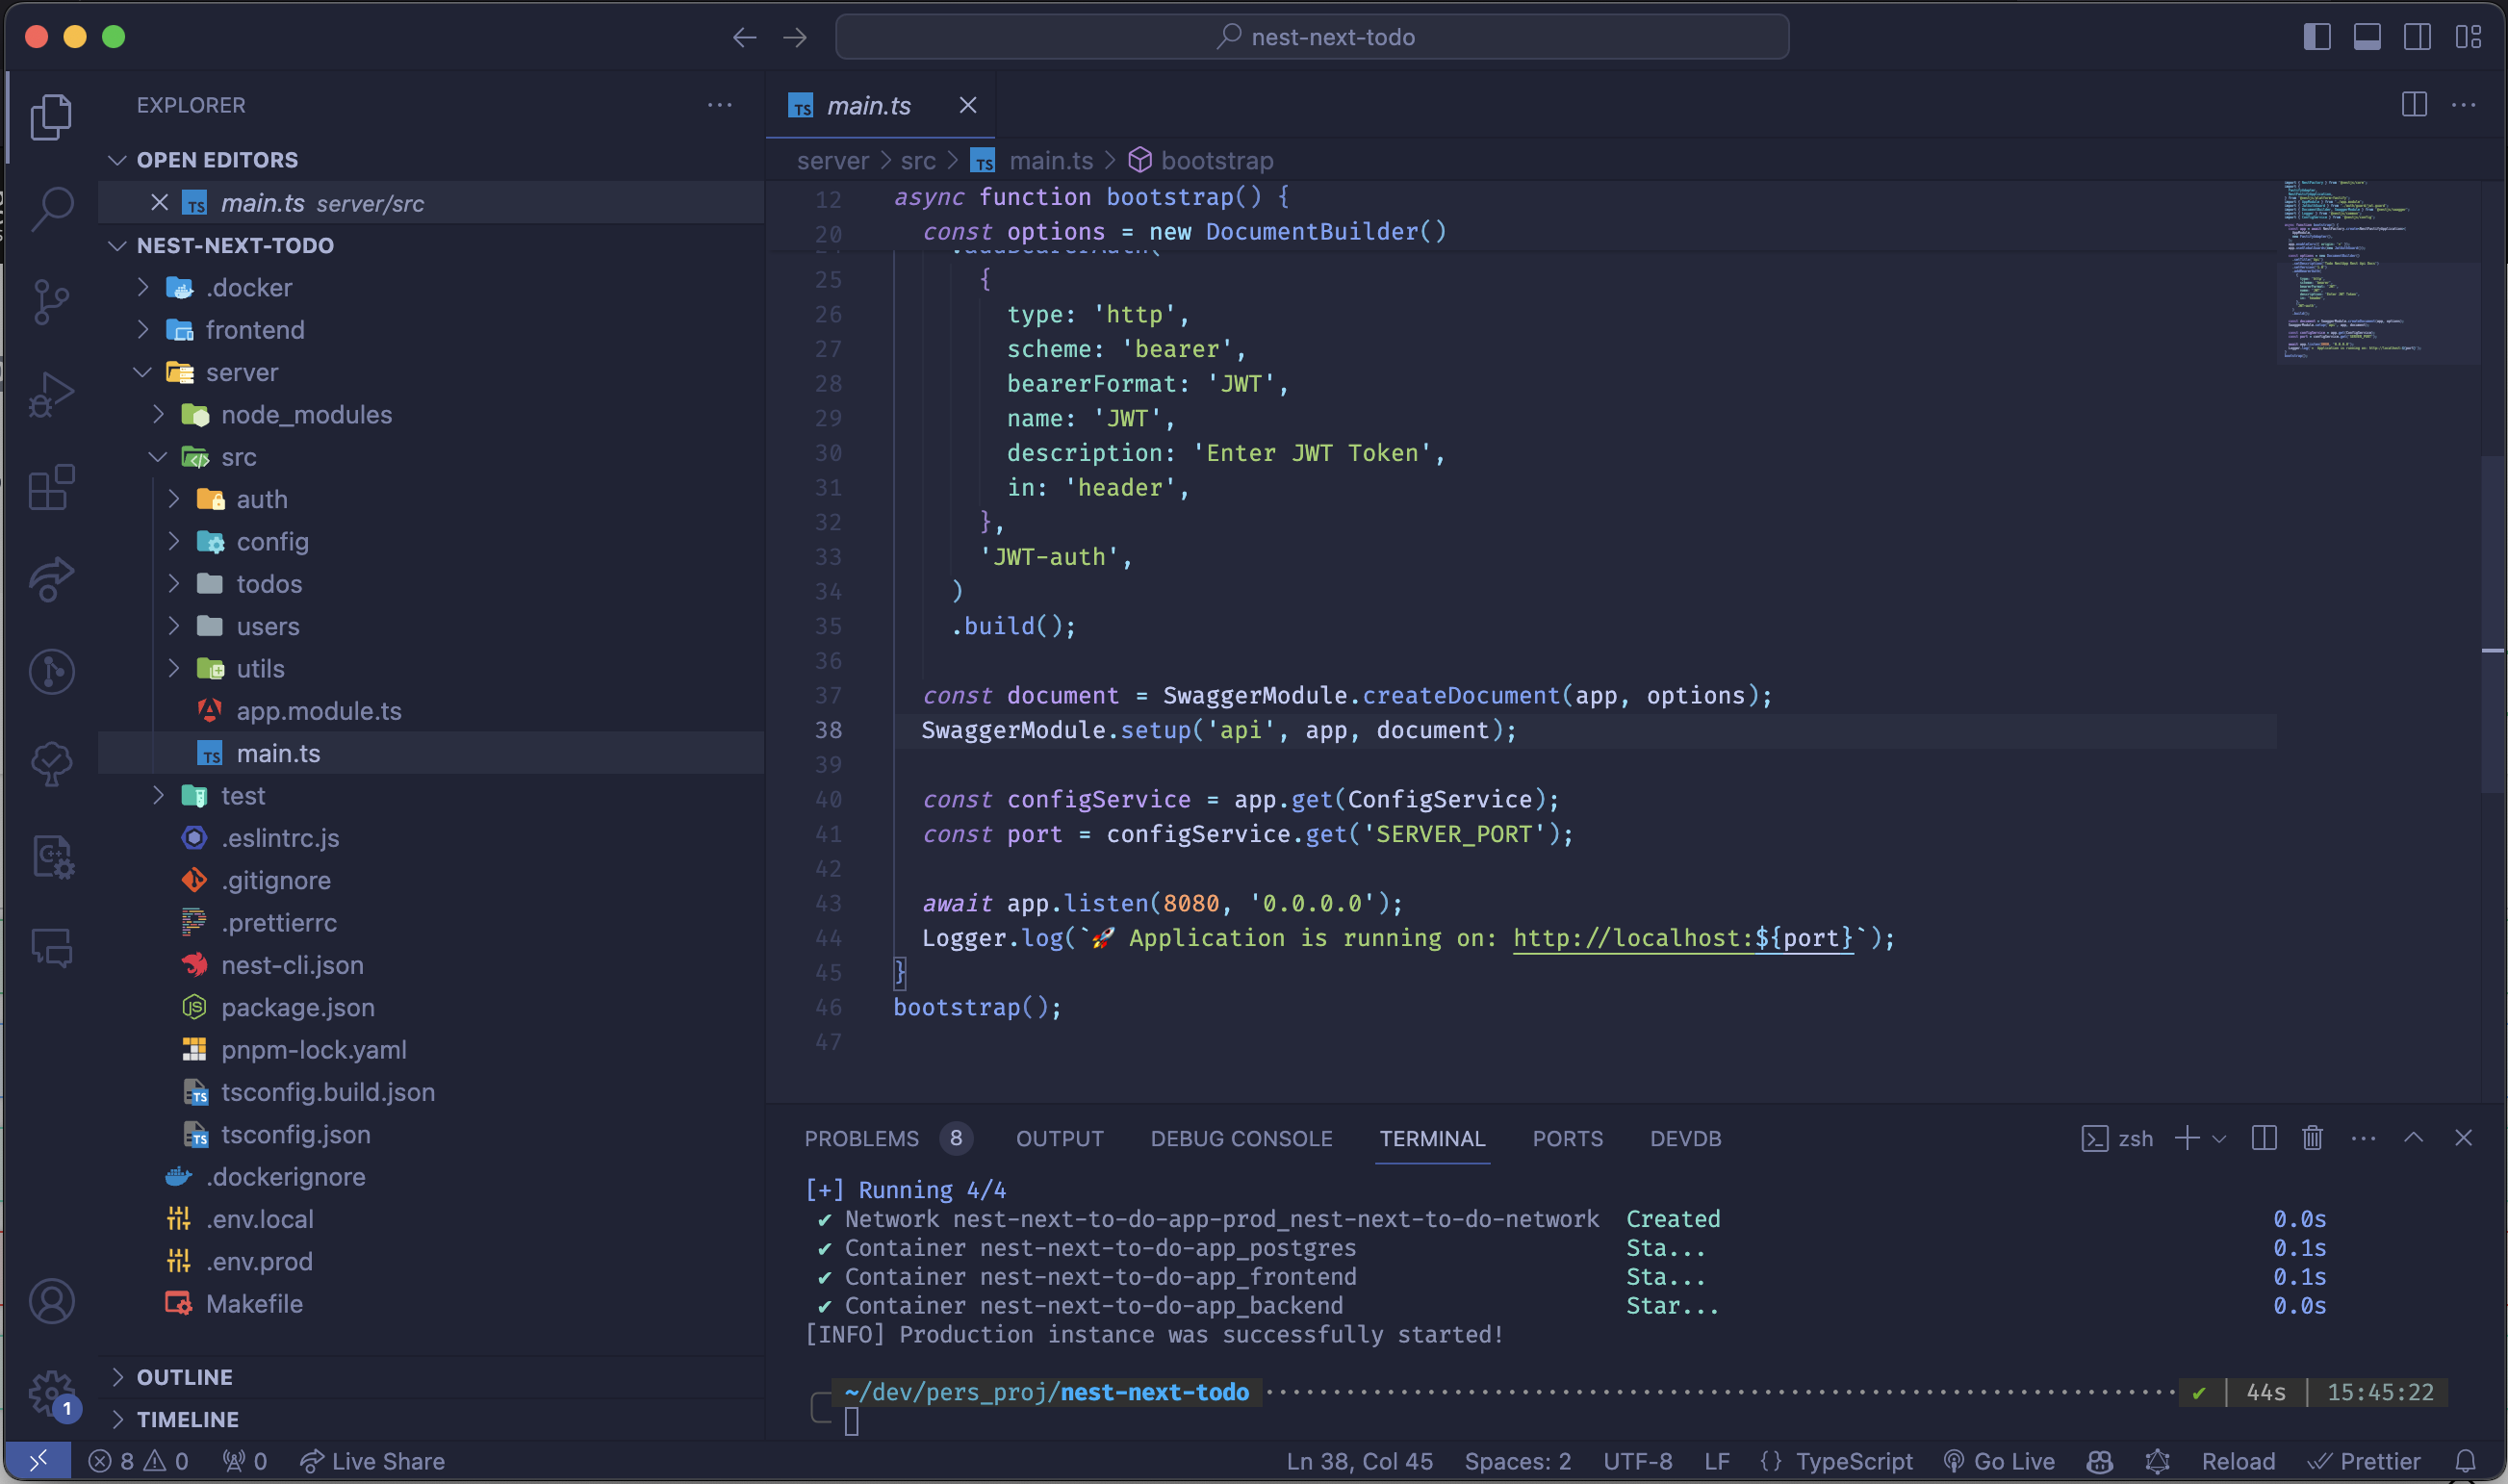 nest-next-todo
EXPLORER
OPEN EDITORS
main.ts server/src
NEST-NEXT-TODO
.docker
frontend
server
node_modules
src
auth
config
todos
users
utils
app.module.ts
main.ts
test
.eslintrc.js
.gitignore
.prettierrc
nest-cli.json
package.json
pnpm-lock.yaml
tsconfig.build.json
tsconfig.json
.dockerignore
.env.local
.env.prod
Makefile
OUTLINE
TIMELINE
1
TS main.ts
server > src > TS main.ts > bootstrap
12 async function bootstrap() {
20 const options = new DocumentBuilder()
25 {
26 type: 'http',
27 scheme: 'bearer',
28 bearerFormat: 'JWT',
29 name: 'JWT',
30 description: 'Enter JWT Token',
31 in: 'header',
32 },
33 'JWT-auth',
34 )
35 .build();
36
37 const document = SwaggerModule.createDocument(app, options);
38 SwaggerModule.setup('api', app, document);
39
40 const configService = app.get(ConfigService);
41 const port = configService.get('SERVER_PORT');
42
43 await app.listen(8080, '0.0.0.0');
44 Logger.log(`🚀 Application is running on: http://localhost:${port}`);
45 }
46 bootstrap();
47
PROBLEMS 8 OUTPUT DEBUG CONSOLE TERMINAL PORTS DEVDB zsh
[+] Running 4/4
✔ Network nest-next-to-do-app-prod_nest-next-to-do-network Created 0.0s
✔ Container nest-next-to-do-app_postgres Sta... 0.1s
✔ Container nest-next-to-do-app_frontend Sta... 0.1s
✔ Container nest-next-to-do-app_backend Star... 0.0s
[INFO] Production instance was successfully started!
~/dev/pers_proj/nest-next-todo ✔ | 44s | 15:45:22
8 0 0 Live Share Ln 38, Col 45 Spaces: 2 UTF-8 LF {} TypeScript Go Live Reload Prettier